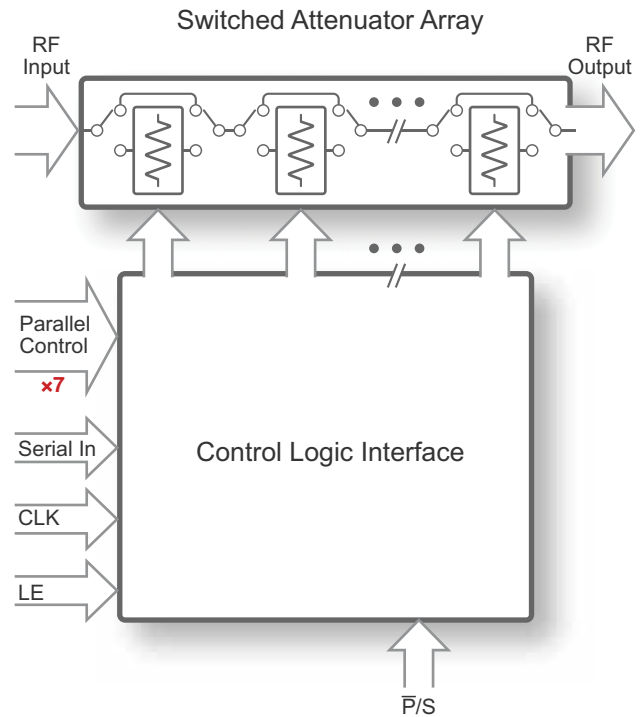 Switched Attenuator Array
RF
Input
RF
Output
Parallel
Control
×7
Serial In
CLK
LE
Control Logic Interface
P̅/S